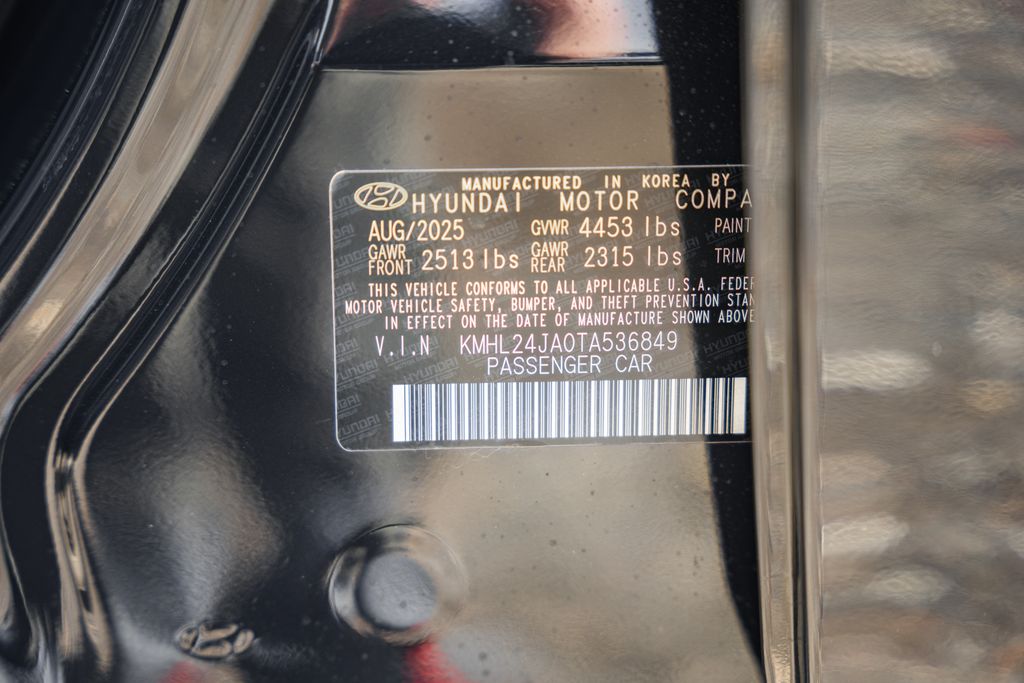 MANUFACTURED IN KOREA BY
HYUNDAI MOTOR COMPA
AUG/2025 GVWR 4453 lbs PAINT
GAWR FRONT 2513 lbs GAWR REAR 2315 lbs TRIM
THIS VEHICLE CONFORMS TO ALL APPLICABLE U.S.A. FEDER
MOTOR VEHICLE SAFETY, BUMPER, AND THEFT PREVENTION STAN
IN EFFECT ON THE DATE OF MANUFACTURE SHOWN ABOVE
V.I.N KMHL24JA0TA536849
PASSENGER CAR